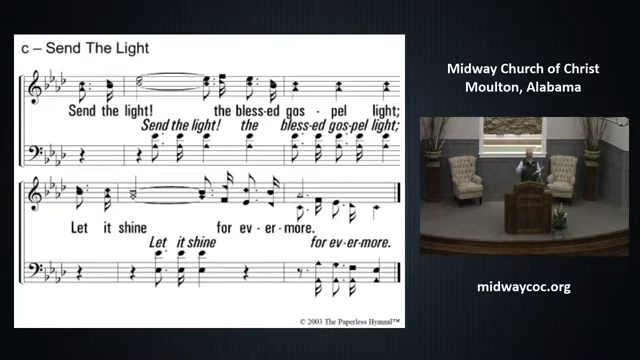 c – Send The Light
Send the light! the bless-ed gos - pel light;
Send the light! the bless-ed gos-pel light;
Let it shine for ev - er - more.
Let it shine for ev-er-more.
© 2003 The Paperless Hymnal™
Midway Church of Christ
Moulton, Alabama
midwaycoc.org